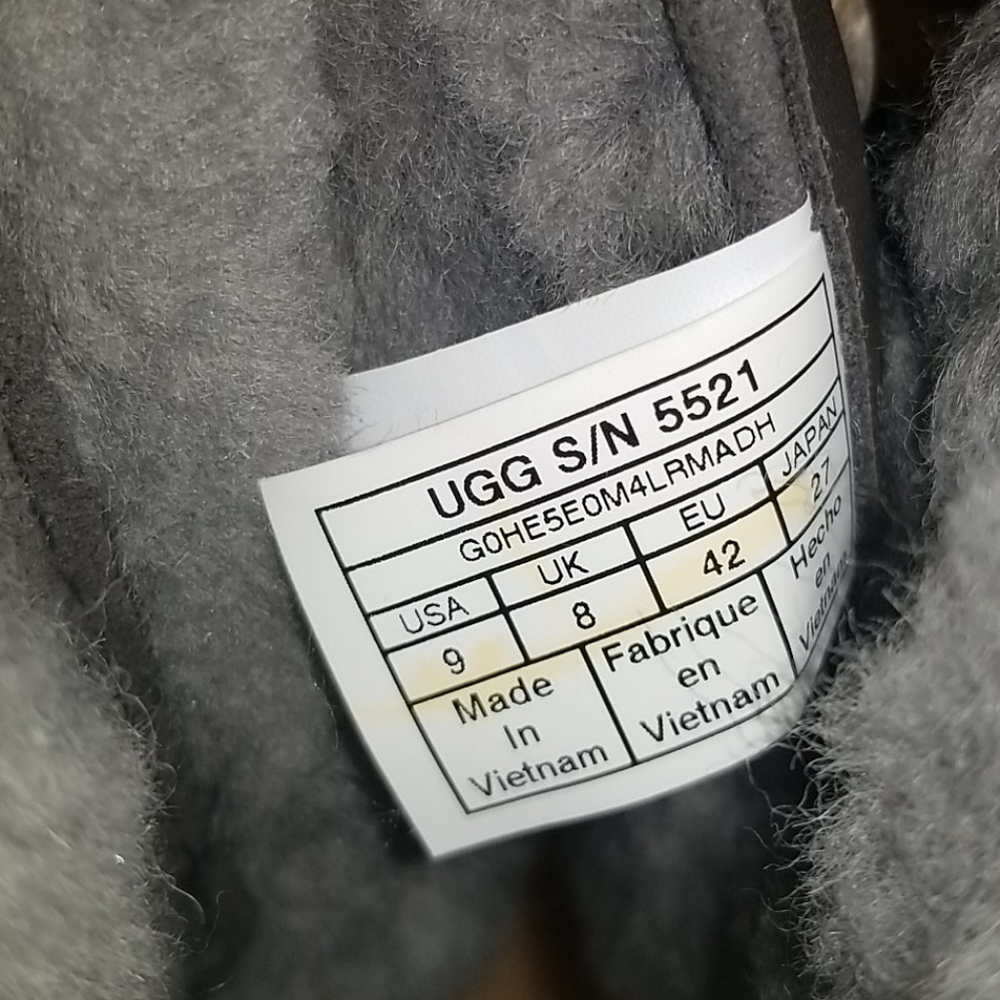 UGG S/N 5521
G0HE5E0M4LRMADH
USA UK EU JAPAN
9 8 42 27
Made In Vietnam
Fabrique en Vietnam
Hecho en Vietnam